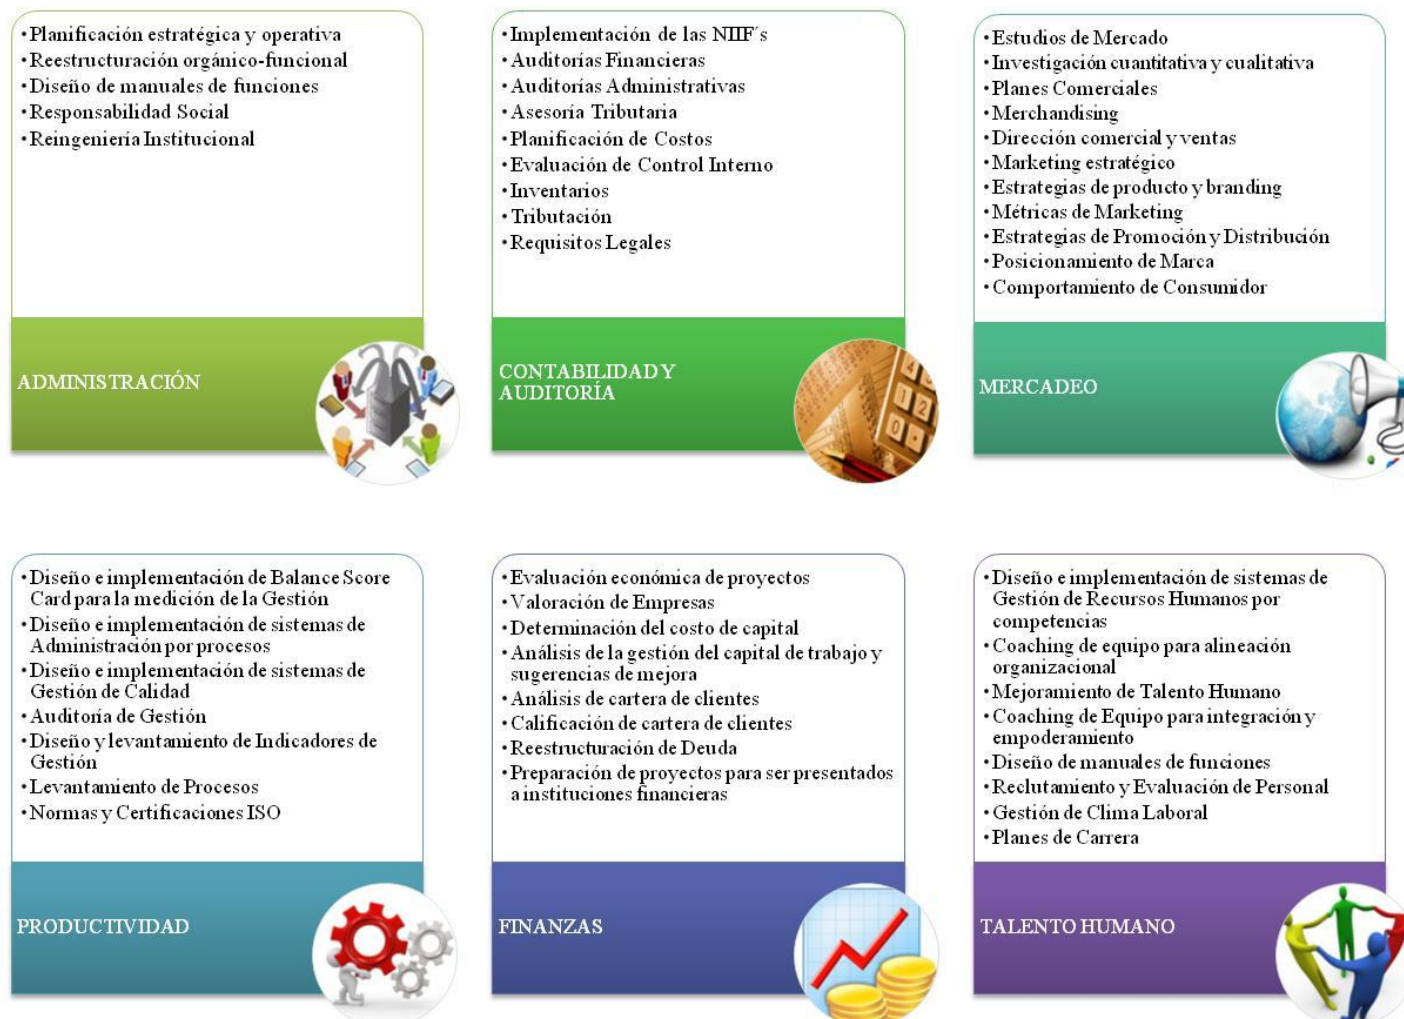 •Planificación estratégica y operativa
•Reestructuración orgánico-funcional
•Diseño de manuales de funciones
•Responsabilidad Social
•Reingeniería Institucional
ADMINISTRACIÓN
•Implementación de las NIIF´s
•Auditorías Financieras
•Auditorías Administrativas
•Asesoría Tributaria
•Planificación de Costos
•Evaluación de Control Interno
•Inventarios
•Tributación
•Requisitos Legales
CONTABILIDAD Y
AUDITORÍA
•Estudios de Mercado
•Investigación cuantitativa y cualitativa
•Planes Comerciales
•Merchandising
•Dirección comercial y ventas
•Marketing estratégico
•Estrategias de producto y branding
•Métricas de Marketing
•Estrategias de Promoción y Distribución
•Posicionamiento de Marca
•Comportamiento de Consumidor
MERCADEO
•Diseño e implementación de Balance Score
Card para la medición de la Gestión
•Diseño e implementación de sistemas de
Administración por procesos
•Diseño e implementación de sistemas de
Gestión de Calidad
•Auditoría de Gestión
•Diseño y levantamiento de Indicadores de
Gestión
•Levantamiento de Procesos
•Normas y Certificaciones ISO
PRODUCTIVIDAD
•Evaluación económica de proyectos
•Valoración de Empresas
•Determinación del costo de capital
•Análisis de la gestión del capital de trabajo y
sugerencias de mejora
•Análisis de cartera de clientes
•Calificación de cartera de clientes
•Reestructuración de Deuda
•Preparación de proyectos para ser presentados
a instituciones financieras
FINANZAS
•Diseño e implementación de sistemas de
Gestión de Recursos Humanos por
competencias
•Coaching de equipo para alineación
organizacional
•Mejoramiento de Talento Humano
•Coaching de Equipo para integración y
empoderamiento
•Diseño de manuales de funciones
•Reclutamiento y Evaluación de Personal
•Gestión de Clima Laboral
•Planes de Carrera
TALENTO HUMANO